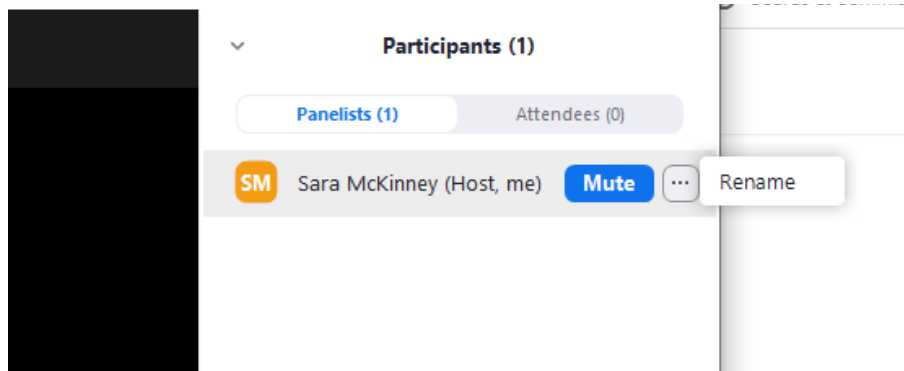 Participants (1)
Panelists (1)
Attendees (0)
SM
Sara McKinney (Host, me)
Mute
...
Rename